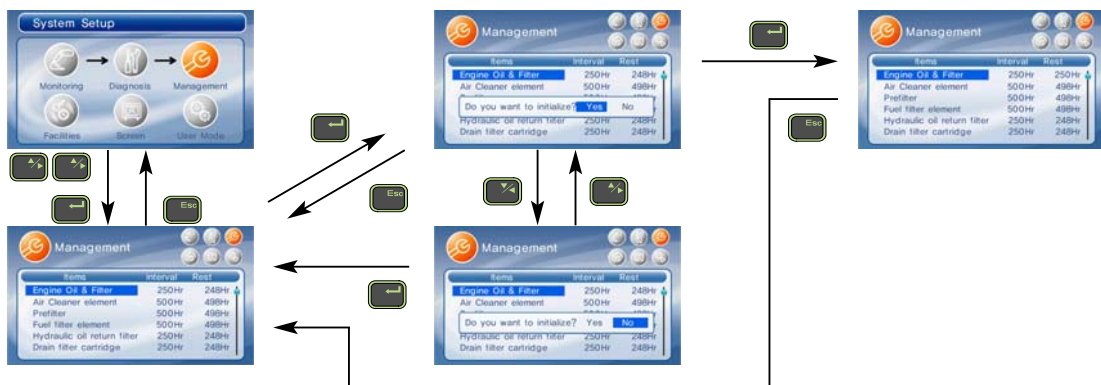 System Setup
Monitoring Diagnosis Management
Facilities Screen User Mode
Esc
Management
Items Interval Rest
Engine Oil & Filter 250Hr 248Hr
Air Cleaner element 500Hr 498Hr
Prefilter 500Hr 498Hr
Fuel filter element 500Hr 498Hr
Hydraulic oil return filter 250Hr 248Hr
Drain filter cartridge 250Hr 248Hr
Management
Items Interval Rest
Engine Oil & Filter 250Hr 248Hr
Air Cleaner element 500Hr 498Hr
Do you want to initialize? Yes No
Hydraulic oil return filter 250Hr 248Hr
Drain filter cartridge 250Hr 248Hr
Esc
Management
Items Interval Rest
Engine Oil & Filter 250Hr 248Hr
Air Cleaner element 500Hr 498Hr
Do you want to initialize? Yes No
Hydraulic oil return filter 250Hr 248Hr
Drain filter cartridge 250Hr 248Hr
Management
Items Interval Rest
Engine Oil & Filter 250Hr 250Hr
Air Cleaner element 500Hr 498Hr
Prefilter 500Hr 498Hr
Fuel filter element 500Hr 498Hr
Hydraulic oil return filter 250Hr 248Hr
Drain filter cartridge 250Hr 248Hr
Esc